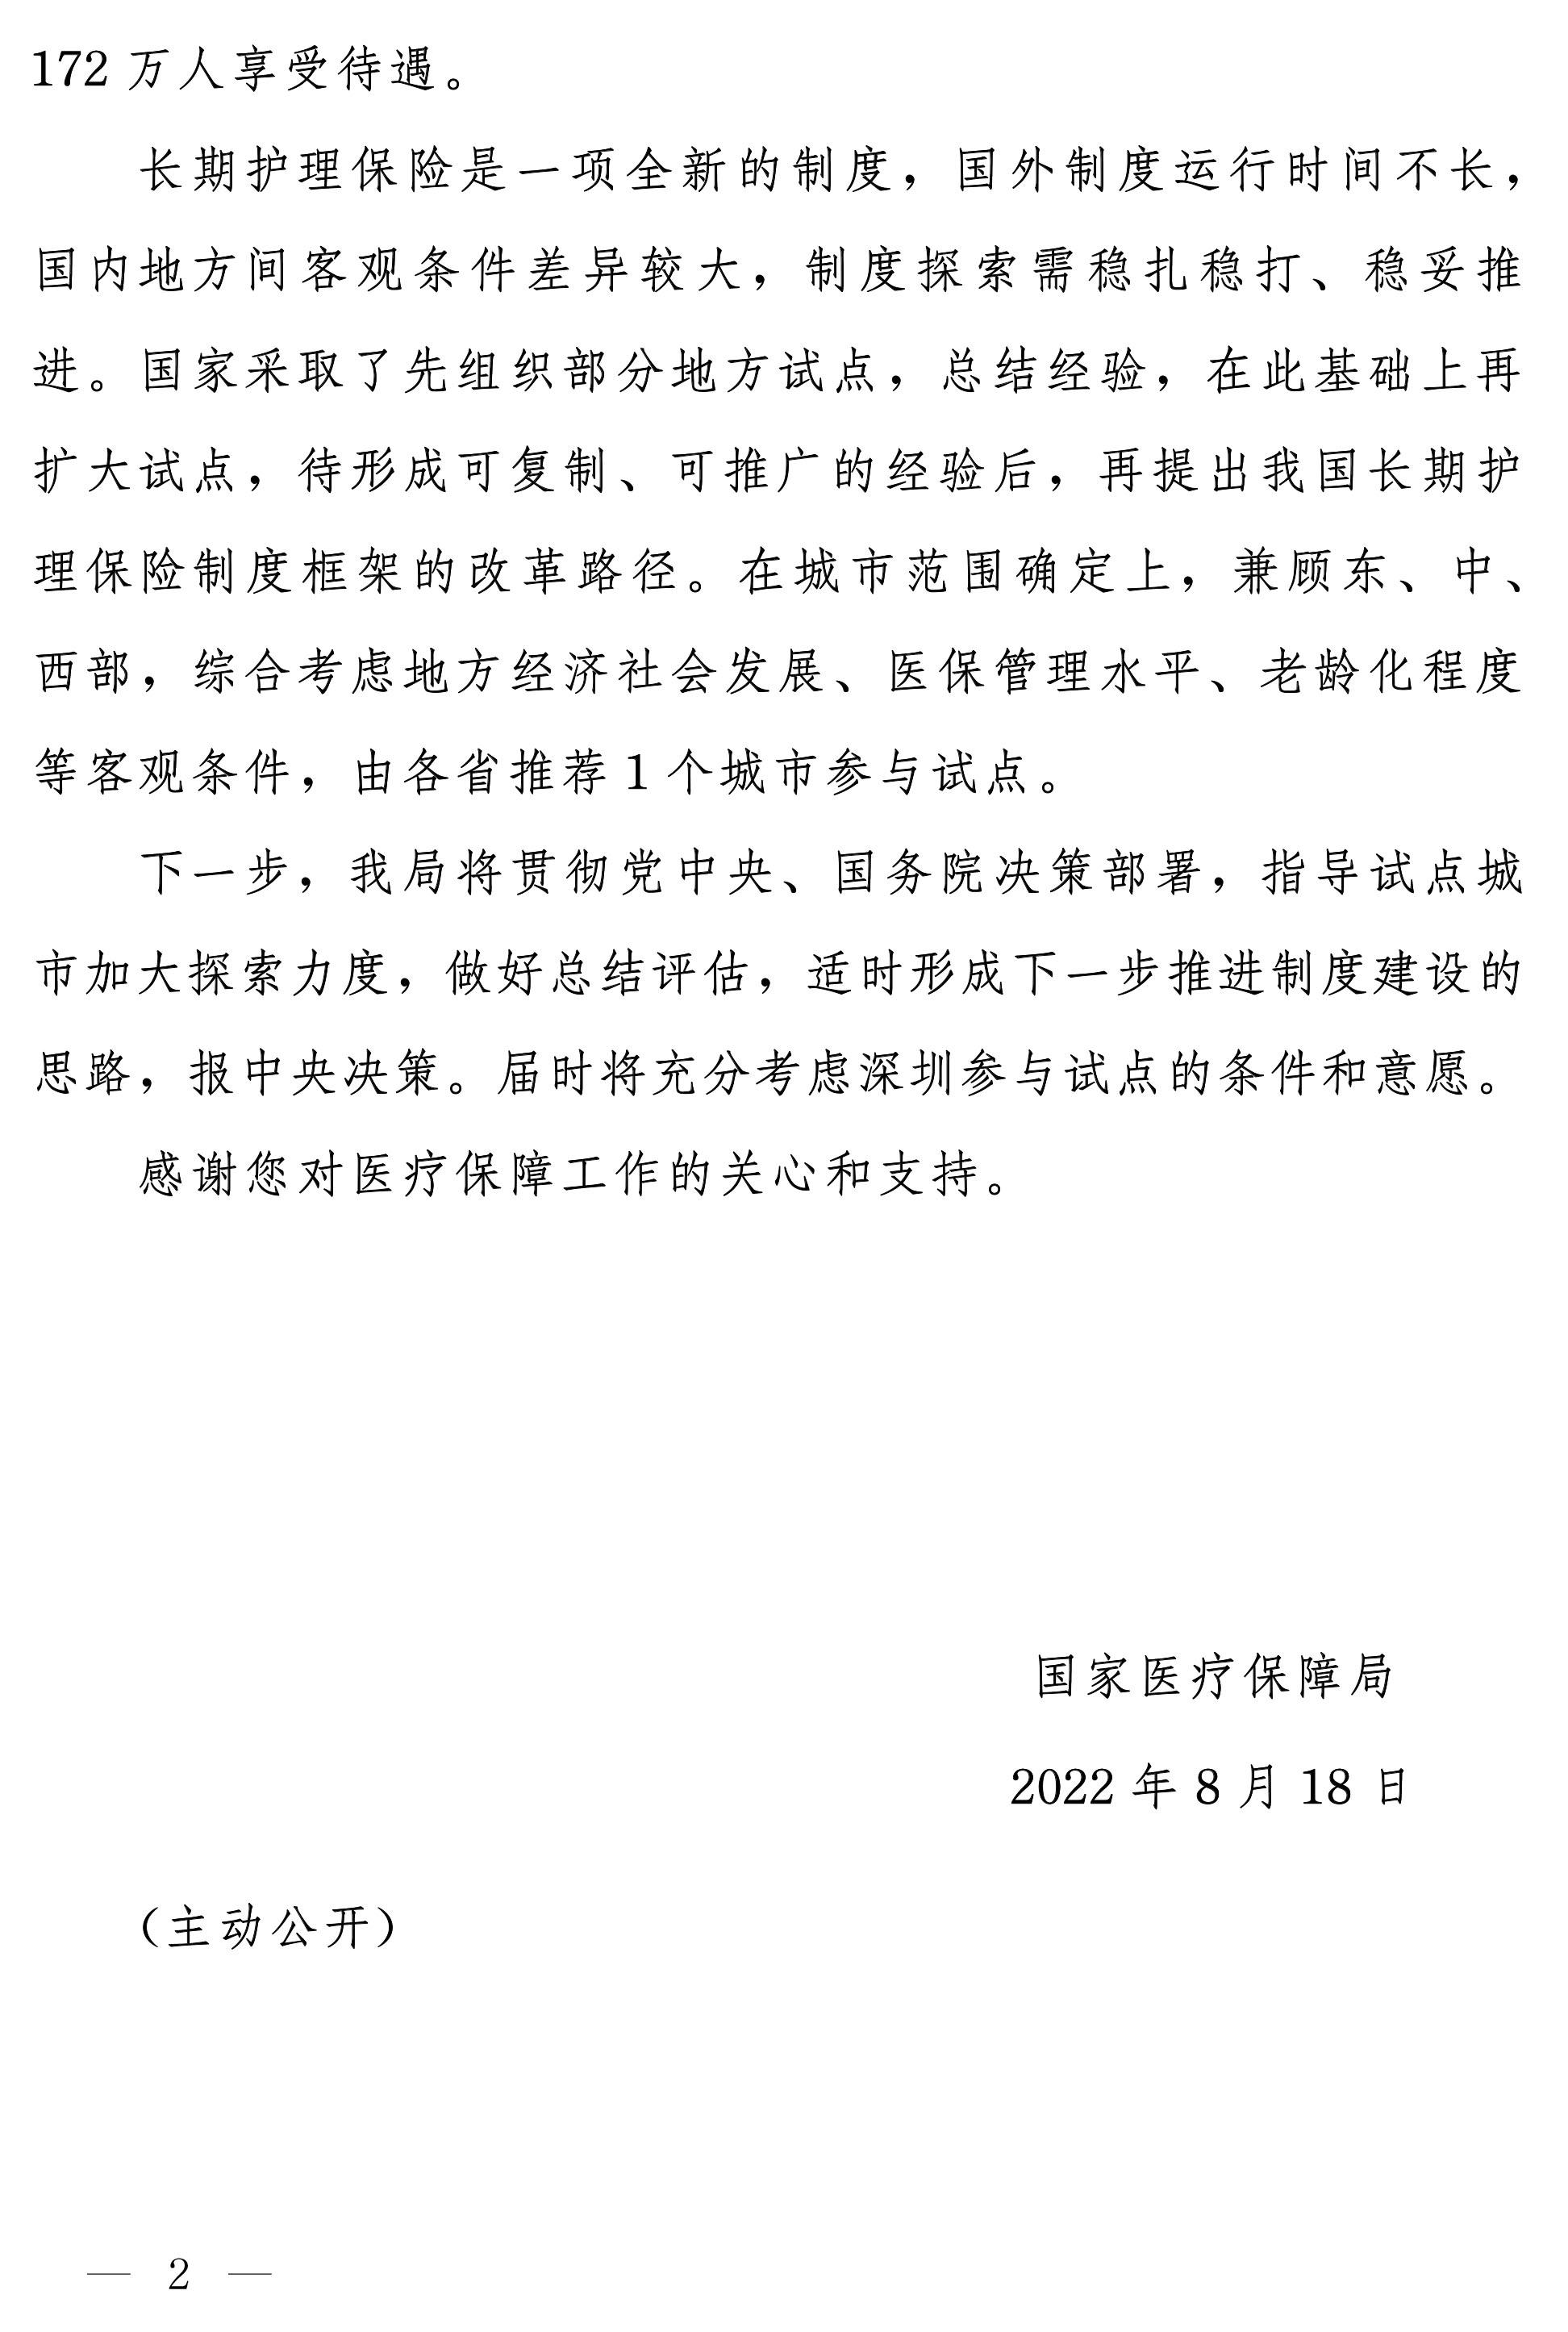 172 万人享受待遇。
长期护理保险是一项全新的制度，国外制度运行时间不长，
国内地方间客观条件差异较大，制度探索需稳扎稳打、稳妥推
进。国家采取了先组织部分地方试点，总结经验，在此基础上再
扩大试点，待形成可复制、可推广的经验后，再提出我国长期护
理保险制度框架的改革路径。在城市范围确定上，兼顾东、中、
西部，综合考虑地方经济社会发展、医保管理水平、老龄化程度
等客观条件，由各省推荐 1 个城市参与试点。
下一步，我局将贯彻党中央、国务院决策部署，指导试点城
市加大探索力度，做好总结评估，适时形成下一步推进制度建设的
思路，报中央决策。届时将充分考虑深圳参与试点的条件和意愿。
感谢您对医疗保障工作的关心和支持。
国家医疗保障局
2022 年 8 月 18 日
（主动公开）
— 2 —